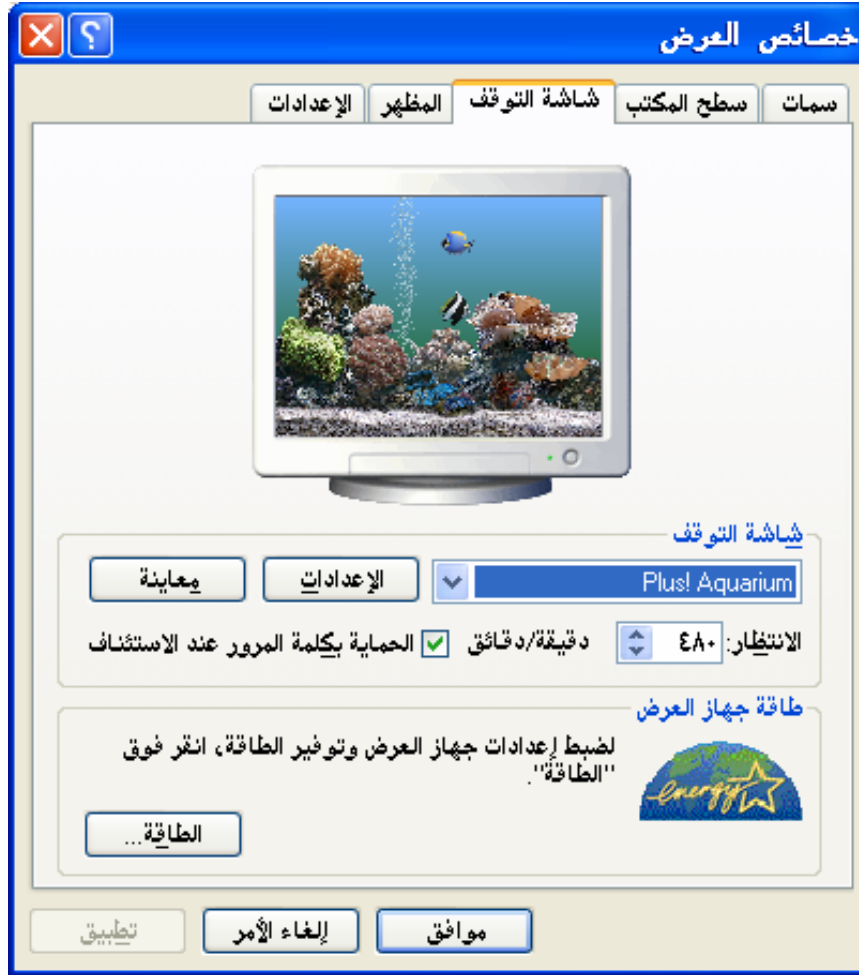 خصائص العرض
سمات
سطح المكتب
شاشة التوقف
المظهر
الإعدادات
شاشة التوقف
Plus! Aquarium
الإعدادات
معاينة
الانتظار: ٤٨٠ دقيقة/دقائق
الحماية بكلمة المرور عند الاستئناف
طاقة جهاز العرض
energy
لضبط إعدادات جهاز العرض وتوفير الطاقة، انقر فوق
"الطاقة".
الطاقة...
موافق
إلغاء الأمر
تطبيق